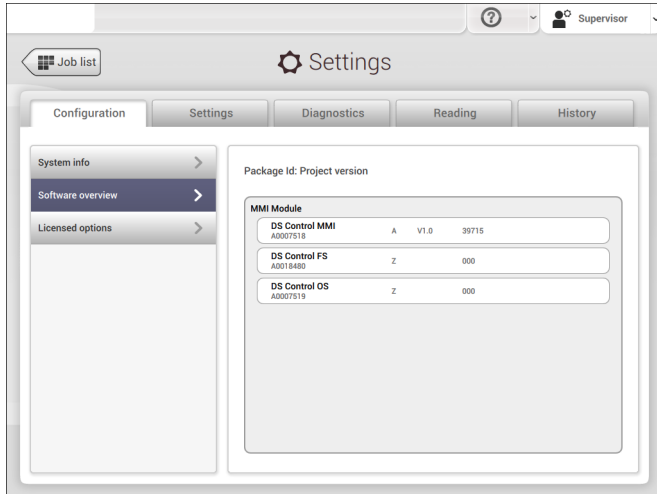 Supervisor
Job list
Settings
Configuration
Settings
Diagnostics
Reading
History
System info
Software overview
Licensed options
Package Id: Project version
MMI Module
DS Control MMI
A0007518 A V1.0 39715
DS Control FS
A0018480 Z 000
DS Control OS
A0007519 Z 000